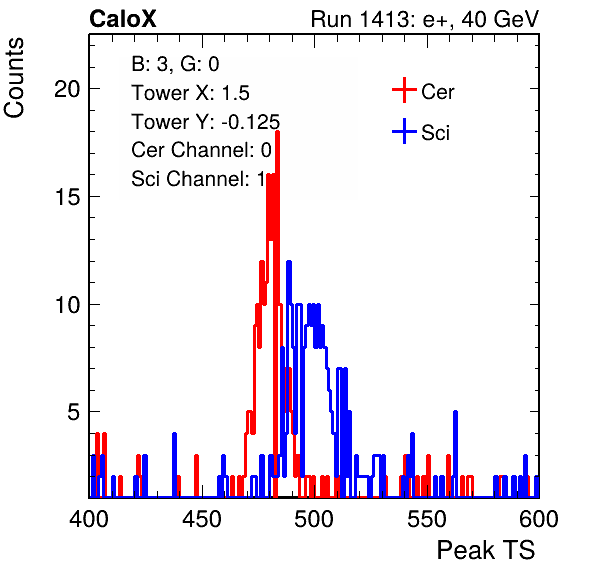 CaloX Run 1413: e+, 40 GeV
Counts
B: 3, G: 0
Tower X: 1.5
Tower Y: -0.125
Cer Channel: 0
Sci Channel: 1
Cer
Sci
20
15
10
5
400 450 500 550 600
Peak TS